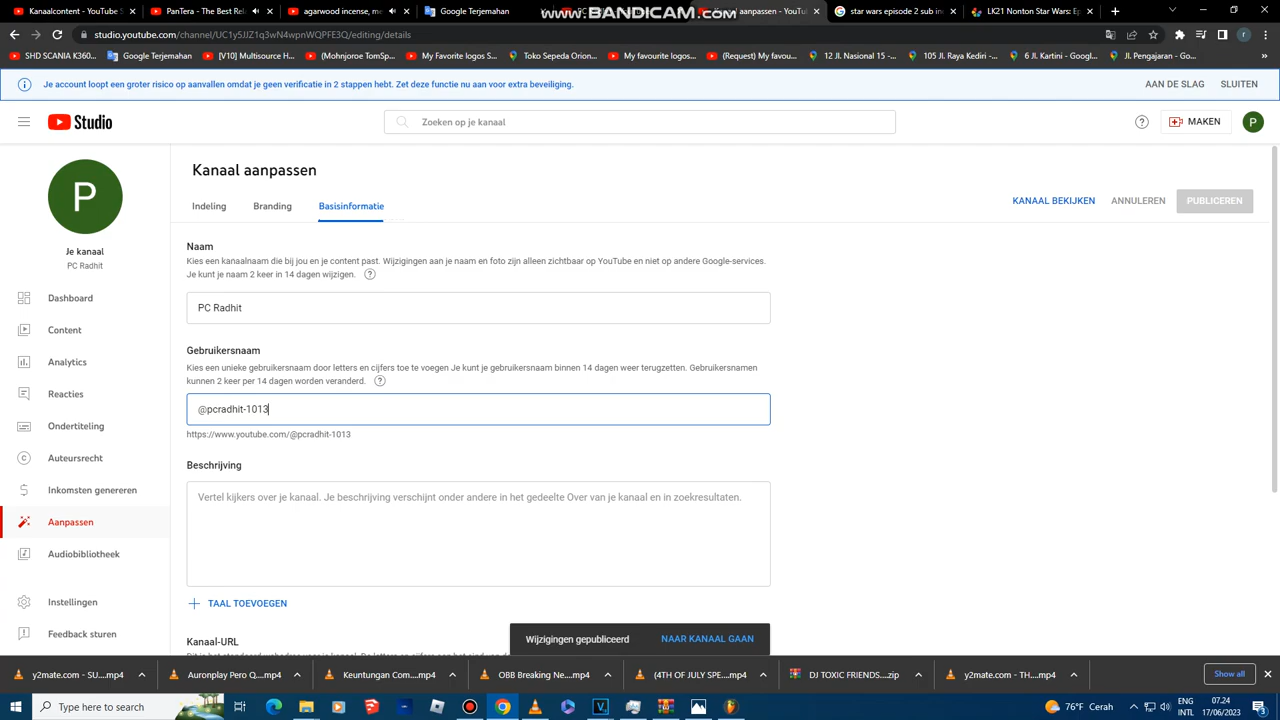 Google Terjemahan
Kanaalcontent - YouTube S
Pantin The - YouTube
Minus W - YouTube
Google Terjemahan
www.BANDICAM.com
aanpassen - YouTu
star wars episode 2 sub in
LK21 Nonton Star Wars Ep
studio.youtube.com/channel/UC1y5JJZ1q3wN4wpnWQPFE3Q/editing/details
SHD SCANIA K360...
Google Terjemahan
[V10] Multisource H...
(Mohnjoroe TomSp...
My favourite logos...
Toko Sepeda Orion...
My favourite logos...
(Request) My favou...
12 Jl. Nasional 15 -...
105 Jl. Raya Kediri -...
6 Jl. Kartini - Googl...
Jl. Pengajaran - Go...
»
Je account loopt een groter risico op aanvallen omdat je geen verificatie in 2 stappen hebt. Zet deze functie nu aan voor extra beveiliging.
AAN DE SLAG
SLUITEN
Studio
Zoeken op je kanaal
MAKEN
P
P
Je kanaal
PC Radhit
Dashboard
Content
Analytics
Reacties
Ondertiteling
Auteursrecht
Inkomsten genereren
Aanpassen
Audiobibliotheek
Instellingen
Feedback sturen
Kanaal aanpassen
Indeling
Branding
Basisinformatie
KANAAL BEKIJKEN
ANNULEREN
PUBLICEREN
Naam
Kies een kanaalnaam die bij jou en je content past. Wijzigingen aan je naam en foto zijn alleen zichtbaar op YouTube en niet op andere Google-services.
Je kunt je naam 2 keer in 14 dagen wijzigen.
PC Radhit
Gebruikersnaam
Kies een unieke gebruikersnaam door letters en cijfers toe te voegen Je kunt je gebruikersnaam binnen 14 dagen weer terugzetten. Gebruikersnamen
kunnen 2 keer per 14 dagen worden veranderd.
@pcradhit-1013
https://www.youtube.com/@pcradhit-1013
Beschrijving
Vertel kijkers over je kanaal. Je beschrijving verschijnt onder andere in het gedeelte Over van je kanaal en in zoekresultaten.
TAAL TOEVOEGEN
Kanaal-URL
Wijzigingen gepubliceerd
NAAR KANAAL GAAN
y2mate.com - SU....mp4
Auronplay Pero Q....mp4
Keuntungan Com....mp4
OBB Breaking Ne....mp4
(4TH OF JULY SPE....mp4
DJ TOXIC FRIENDS....zip
y2mate.com - TH....mp4
Show all
Type here to search
76°F Cerah
ENG
INTL
07.24
17/06/2023